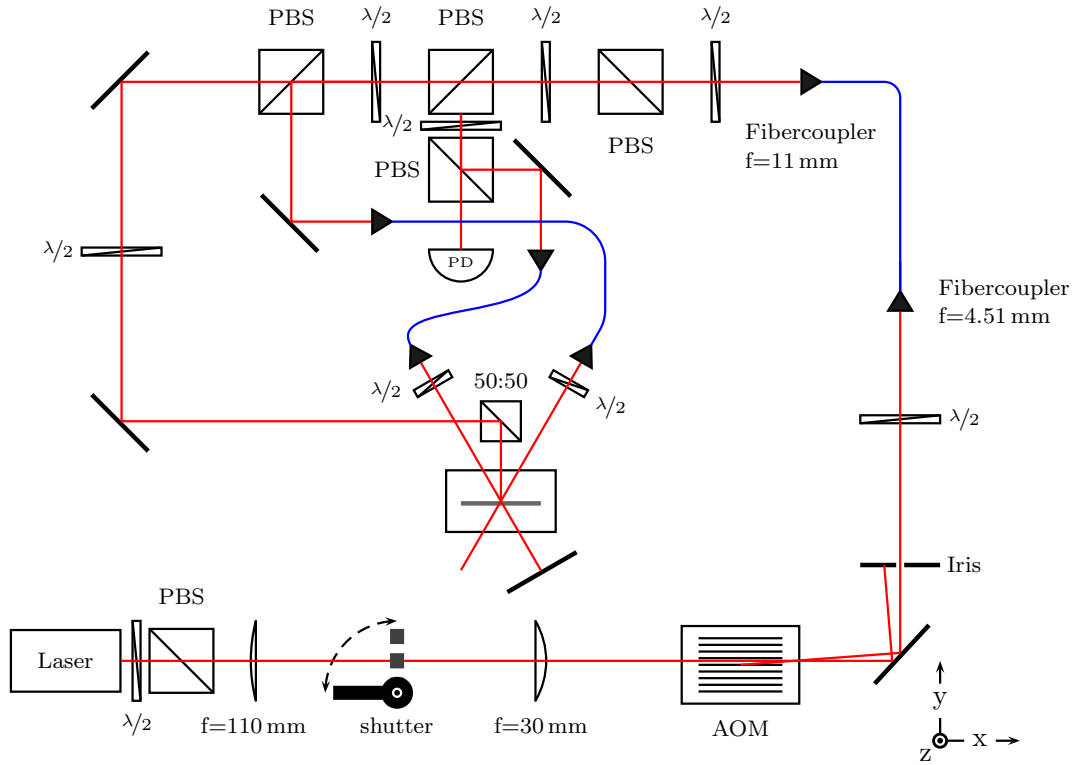 PBS
λ/2
PBS
λ/2
λ/2
λ/2
PBS
PBS
Fibercoupler
f=11 mm
λ/2
PD
Fibercoupler
f=4.51 mm
50:50
λ/2
λ/2
λ/2
Iris
PBS
Laser
λ/2
f=110 mm
shutter
f=30 mm
AOM
y
z
x